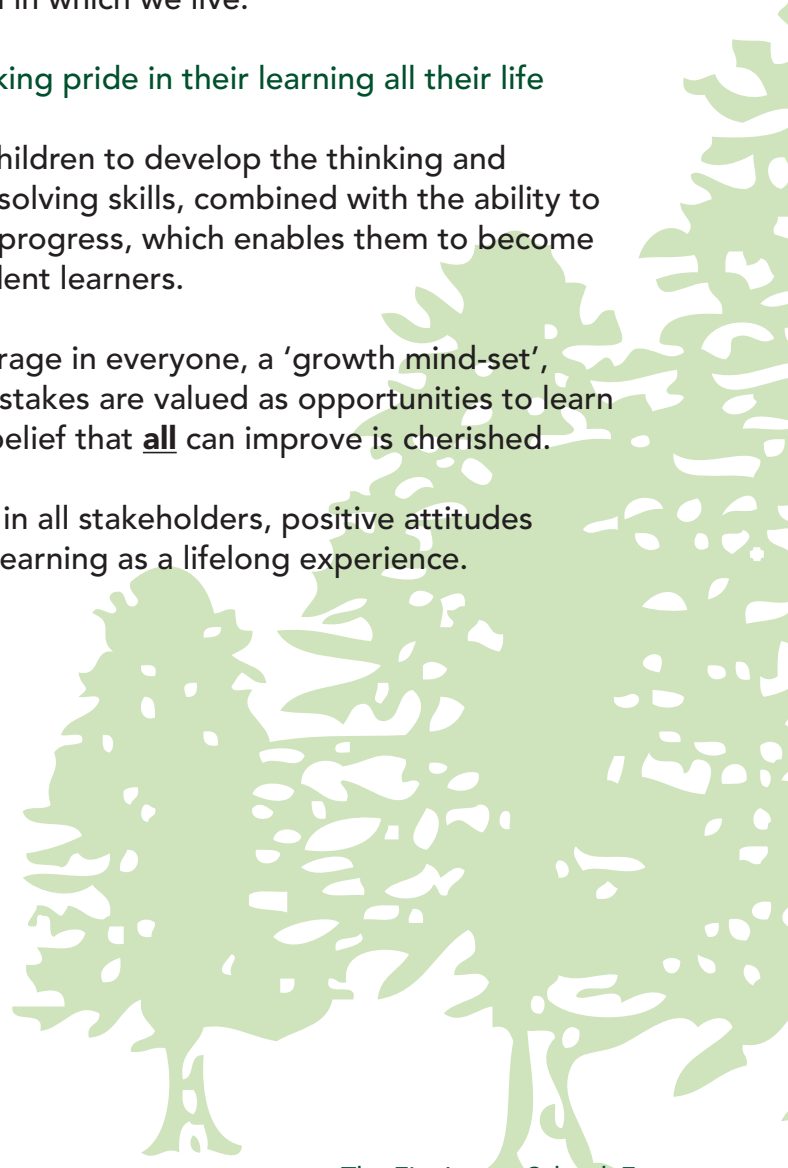 in which we live.
king pride in their learning all their life
hildren to develop the thinking and
solving skills, combined with the ability to
progress, which enables them to become
lent learners.
rage in everyone, a ‘growth mind-set’,
stakes are valued as opportunities to learn
belief that all can improve is cherished.
in all stakeholders, positive attitudes
earning as a lifelong experience.